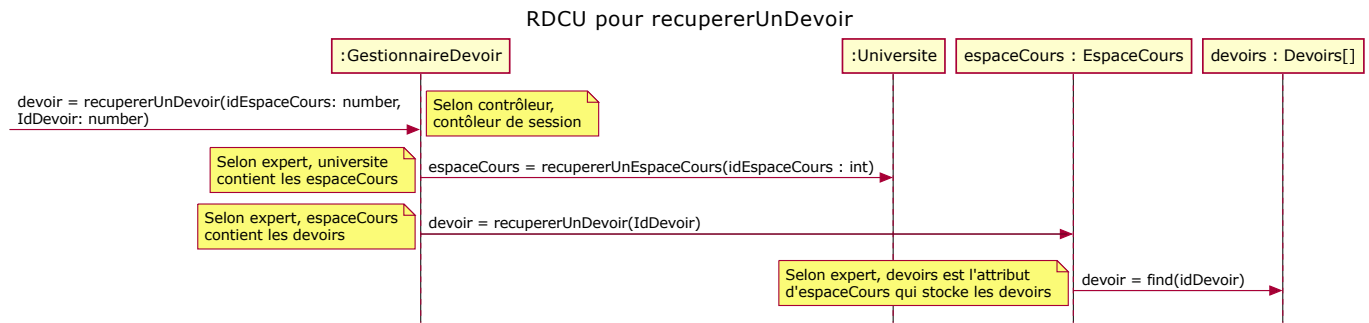 RDCU pour recupererUnDevoir
:GestionnaireDevoir
:Universite
espaceCours : EspaceCours
devoirs : Devoirs[]
devoir = recupererUnDevoir(idEspaceCours: number,
IdDevoir: number)
Selon contrôleur,
contôleur de session
Selon expert, universite
contient les espaceCours
espaceCours = recupererUnEspaceCours(idEspaceCours : int)
Selon expert, espaceCours
contient les devoirs
devoir = recupererUnDevoir(IdDevoir)
Selon expert, devoirs est l'attribut
d'espaceCours qui stocke les devoirs
devoir = find(idDevoir)